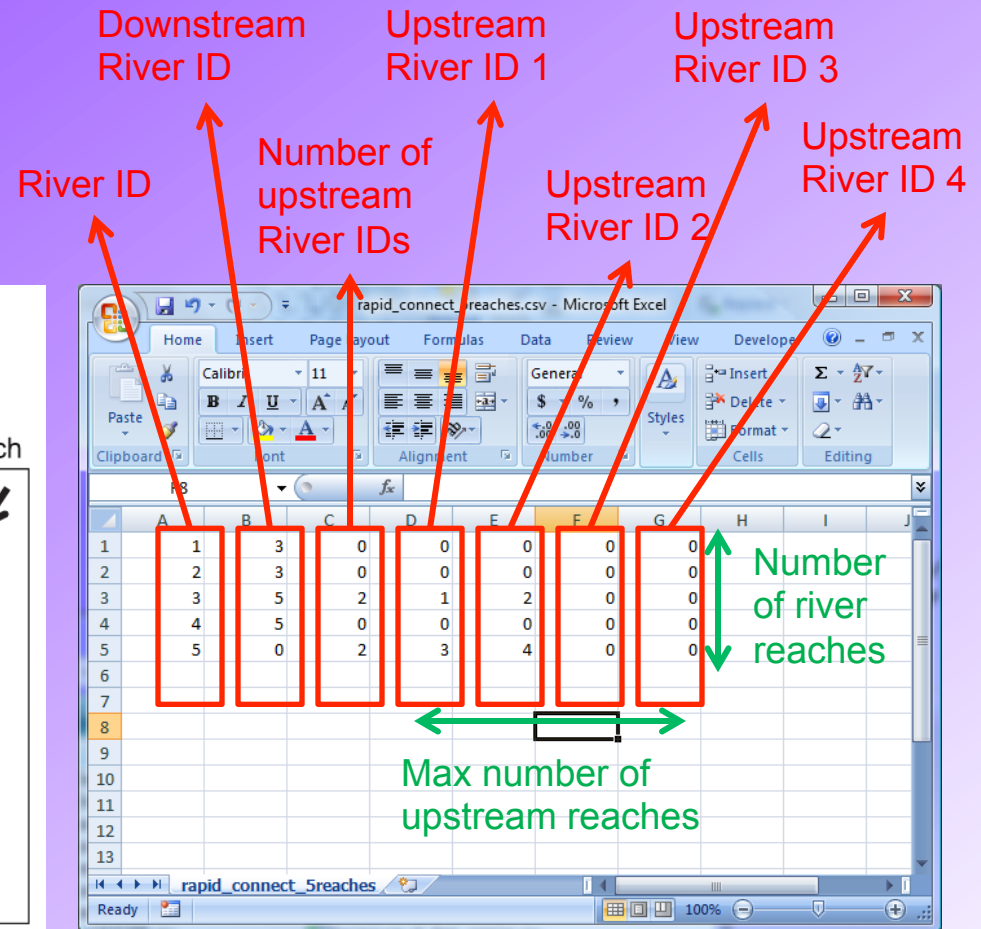 Downstream
River ID
Upstream
River ID 1
Upstream
River ID 3
Upstream
River ID 4
River ID
Number of
upstream
River IDs
Upstream
River ID 2
ch
rapid_connect_5reaches.csv - Microsoft Excel
Home Insert Page Layout Formulas Data Review View Develope
Calibri 11 General Insert Σ
Paste B I U A A $ % , Styles Delete
A Format
Clipboard Font Alignment Number Cells Editing
F8 fx
A B C D E F G H I J
1 1 3 0 0 0 0 0
2 2 3 0 0 0 0 0
3 3 5 2 1 2 0 0
4 4 5 0 0 0 0 0
5 5 0 2 3 4 0 0
6
7
8
9
10
11
12
13
Number
of river
reaches
Max number of
upstream reaches
rapid_connect_5reaches
Ready 100%